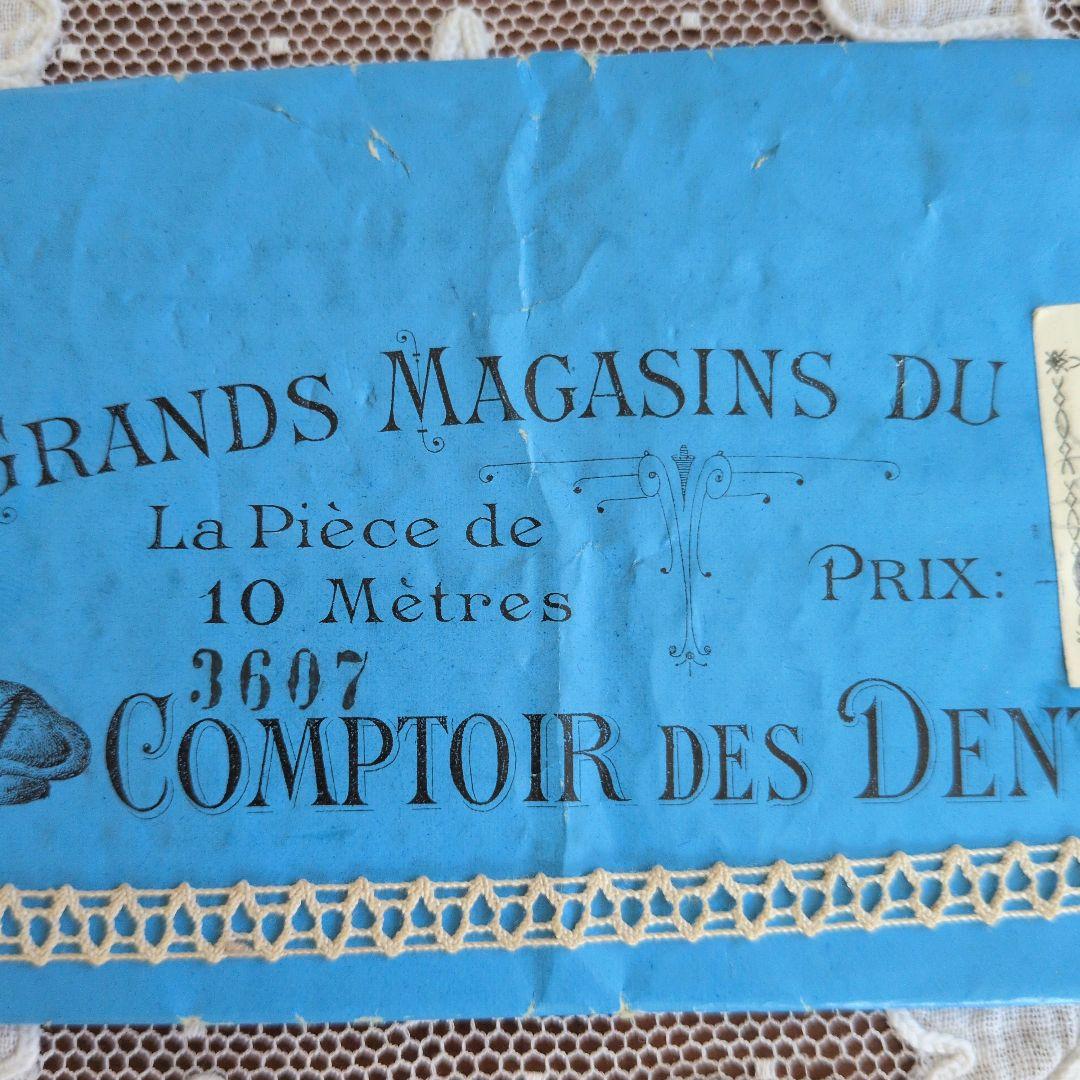 GRANDS MAGASINS DU
La Pièce de
10 Mètres
PRIX:
3607
COMPTOIR DES DENT